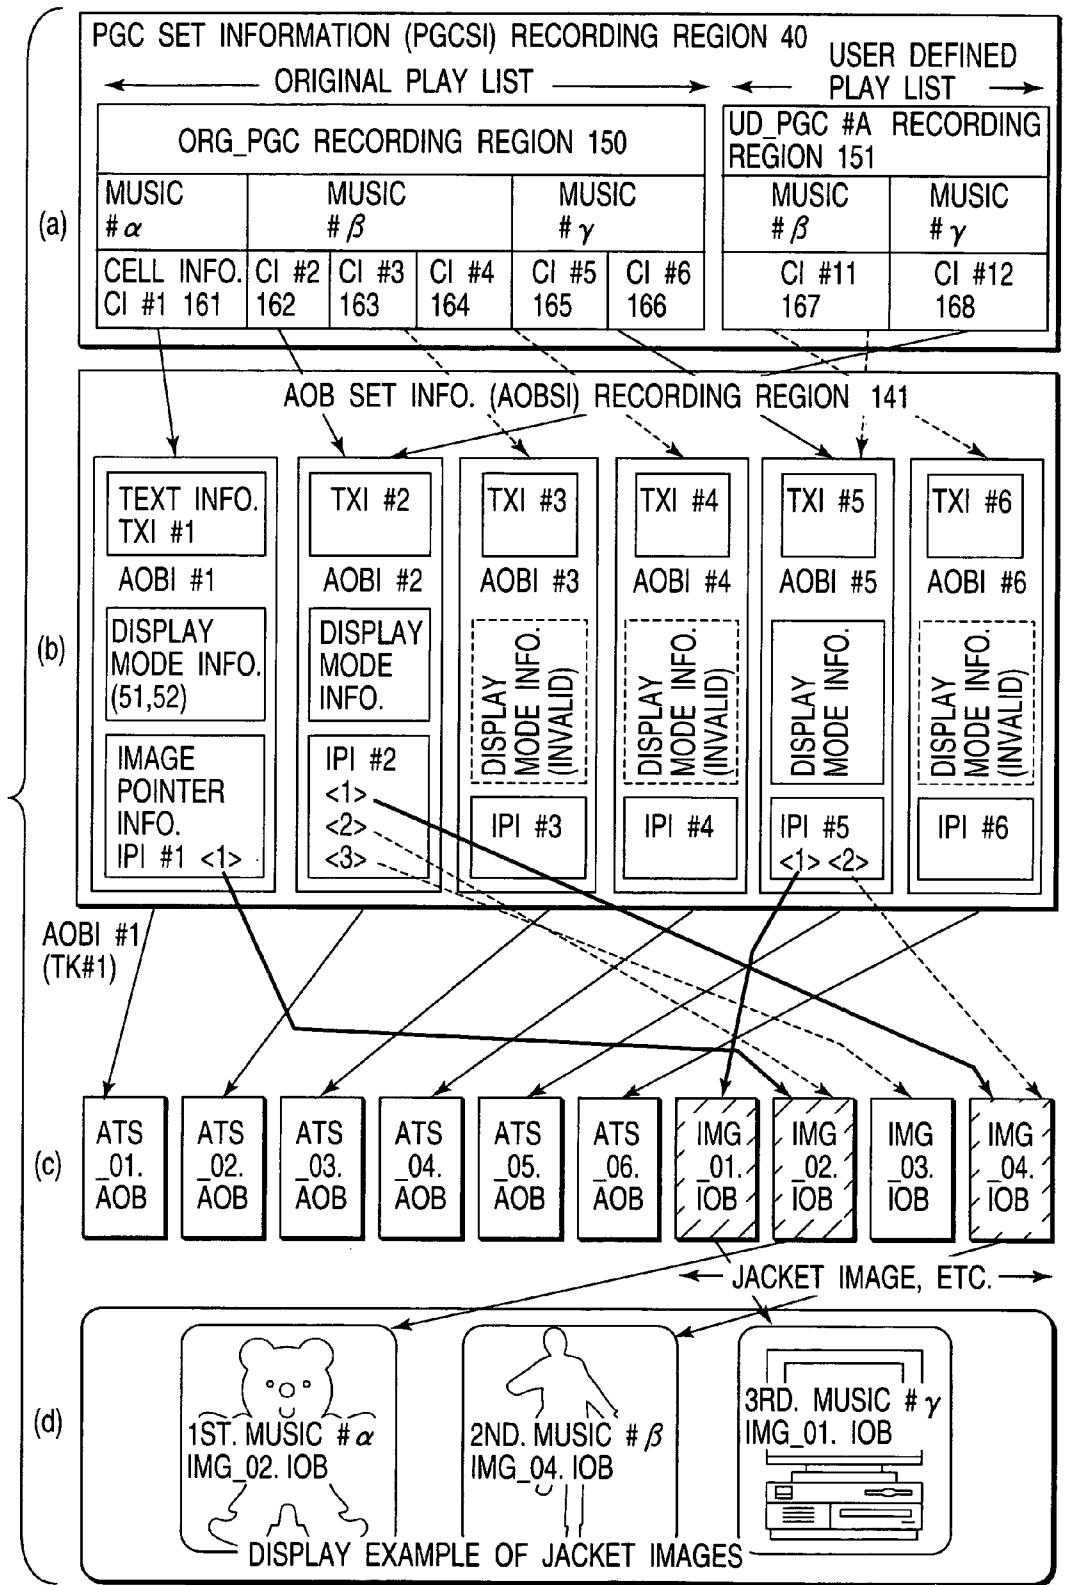 PGC SET INFORMATION (PGCSI) RECORDING REGION 40
ORIGINAL PLAY LIST
USER DEFINED
PLAY LIST
ORG_PGC RECORDING REGION 150
UD_PGC #A RECORDING
REGION 151
(a)
MUSIC
# α
MUSIC
# β
MUSIC
# γ
MUSIC
# β
MUSIC
# γ
CELL INFO.
CI #1 161
CI #2
162
CI #3
163
CI #4
164
CI #5
165
CI #6
166
CI #11
167
CI #12
168
AOB SET INFO. (AOBSI) RECORDING REGION 141
(b)
TEXT INFO.
TXI #1
AOBI #1
DISPLAY
MODE INFO.
(51,52)
IMAGE
POINTER
INFO.
IPI #1 <1>
TXI #2
AOBI #2
DISPLAY
MODE
INFO.
IPI #2
<1>
<2>
<3>
TXI #3
AOBI #3
DISPLAY
MODE INFO.
(INVALID)
IPI #3
TXI #4
AOBI #4
DISPLAY
MODE INFO.
(INVALID)
IPI #4
TXI #5
AOBI #5
DISPLAY
MODE INFO.
IPI #5
<1> <2>
TXI #6
AOBI #6
DISPLAY
MODE INFO.
(INVALID)
IPI #6
AOBI #1
(TK#1)
(c)
ATS
_01.
AOB
ATS
_02.
AOB
ATS
_03.
AOB
ATS
_04.
AOB
ATS
_05.
AOB
ATS
_06.
AOB
IMG
_01.
IOB
IMG
_02.
IOB
IMG
_03.
IOB
IMG
_04.
IOB
JACKET IMAGE, ETC.
(d)
1ST. MUSIC # α
IMG_02. IOB
2ND. MUSIC # β
IMG_04. IOB
3RD. MUSIC # γ
IMG_01. IOB
DISPLAY EXAMPLE OF JACKET IMAGES